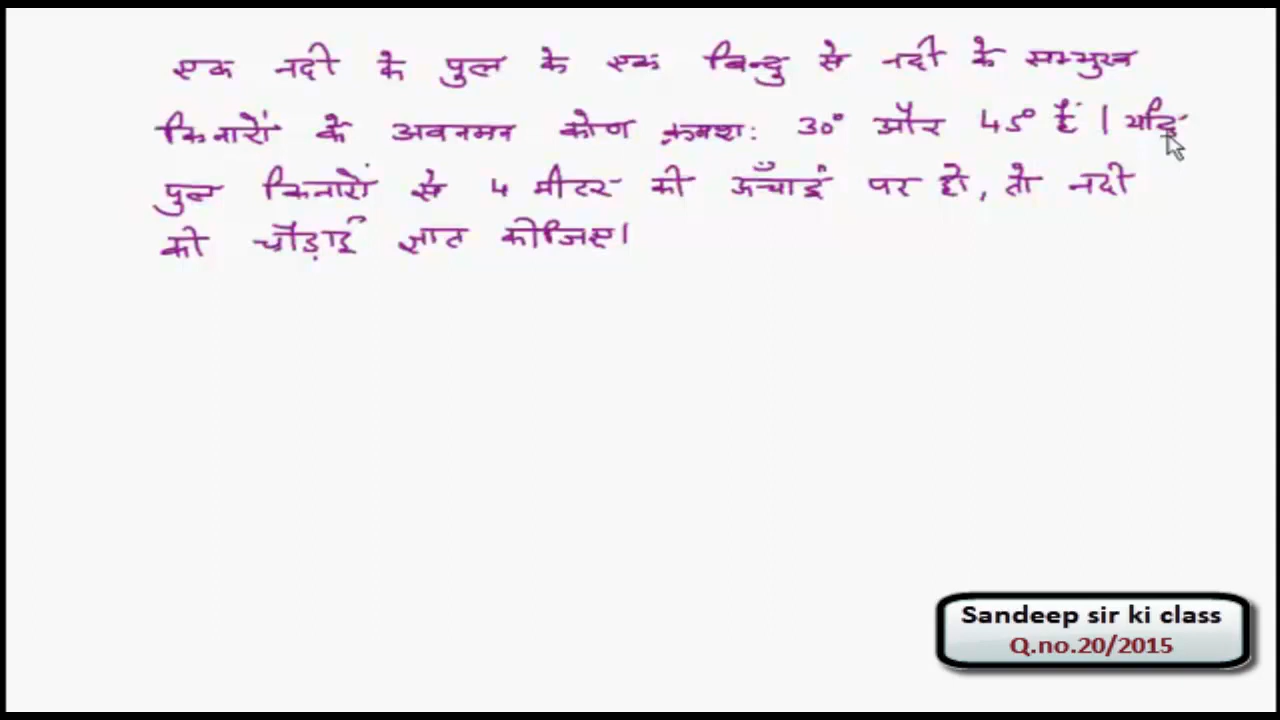 एक नदी के पुल के एक बिन्दु से नदी के सम्मुख
किनारों के अवनमन कोण क्रमशः 30° और 45° हैं। यदि
पुल किनारों से 4 मीटर की ऊँचाई पर हो, तो नदी
की चौड़ाई ज्ञात कीजिए।
Sandeep sir ki class
Q.no.20/2015